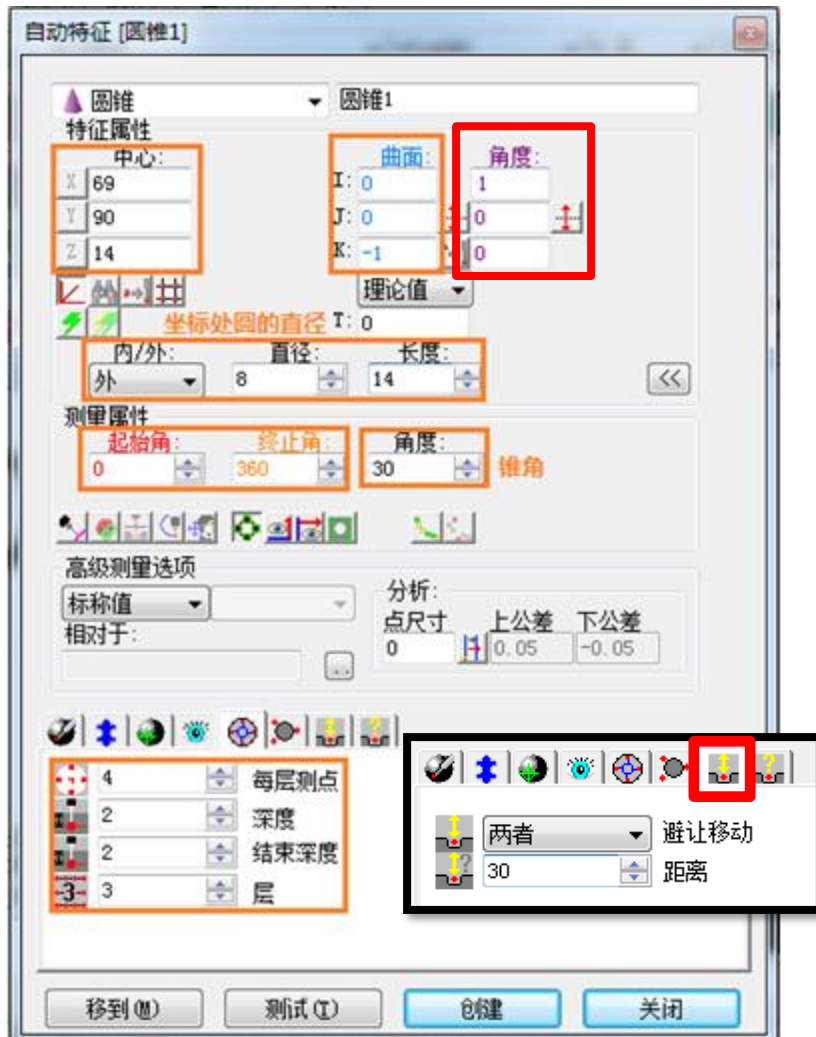 自动特征 [圆锥1]
圆锥 圆锥1
特征属性
中心: 曲面: 角度:
X 69 I: 0 1
Y 90 J: 0 0
Z 14 K: -1 0
理论值
坐标处圆的直径 T: 0
内/外: 直径: 长度:
外 8 14 <<
测量属性
起始角: 终止角: 角度:
0 360 30 锥角
高级测量选项
标称值 分析:
相对于: 点尺寸 上公差 下公差
0 0.05 -0.05
..
4 每层测点
2 深度
2 结束深度
-3- 3 层
两者 避让移动
30 距离
移到(M) 测试(T) 创建 关闭